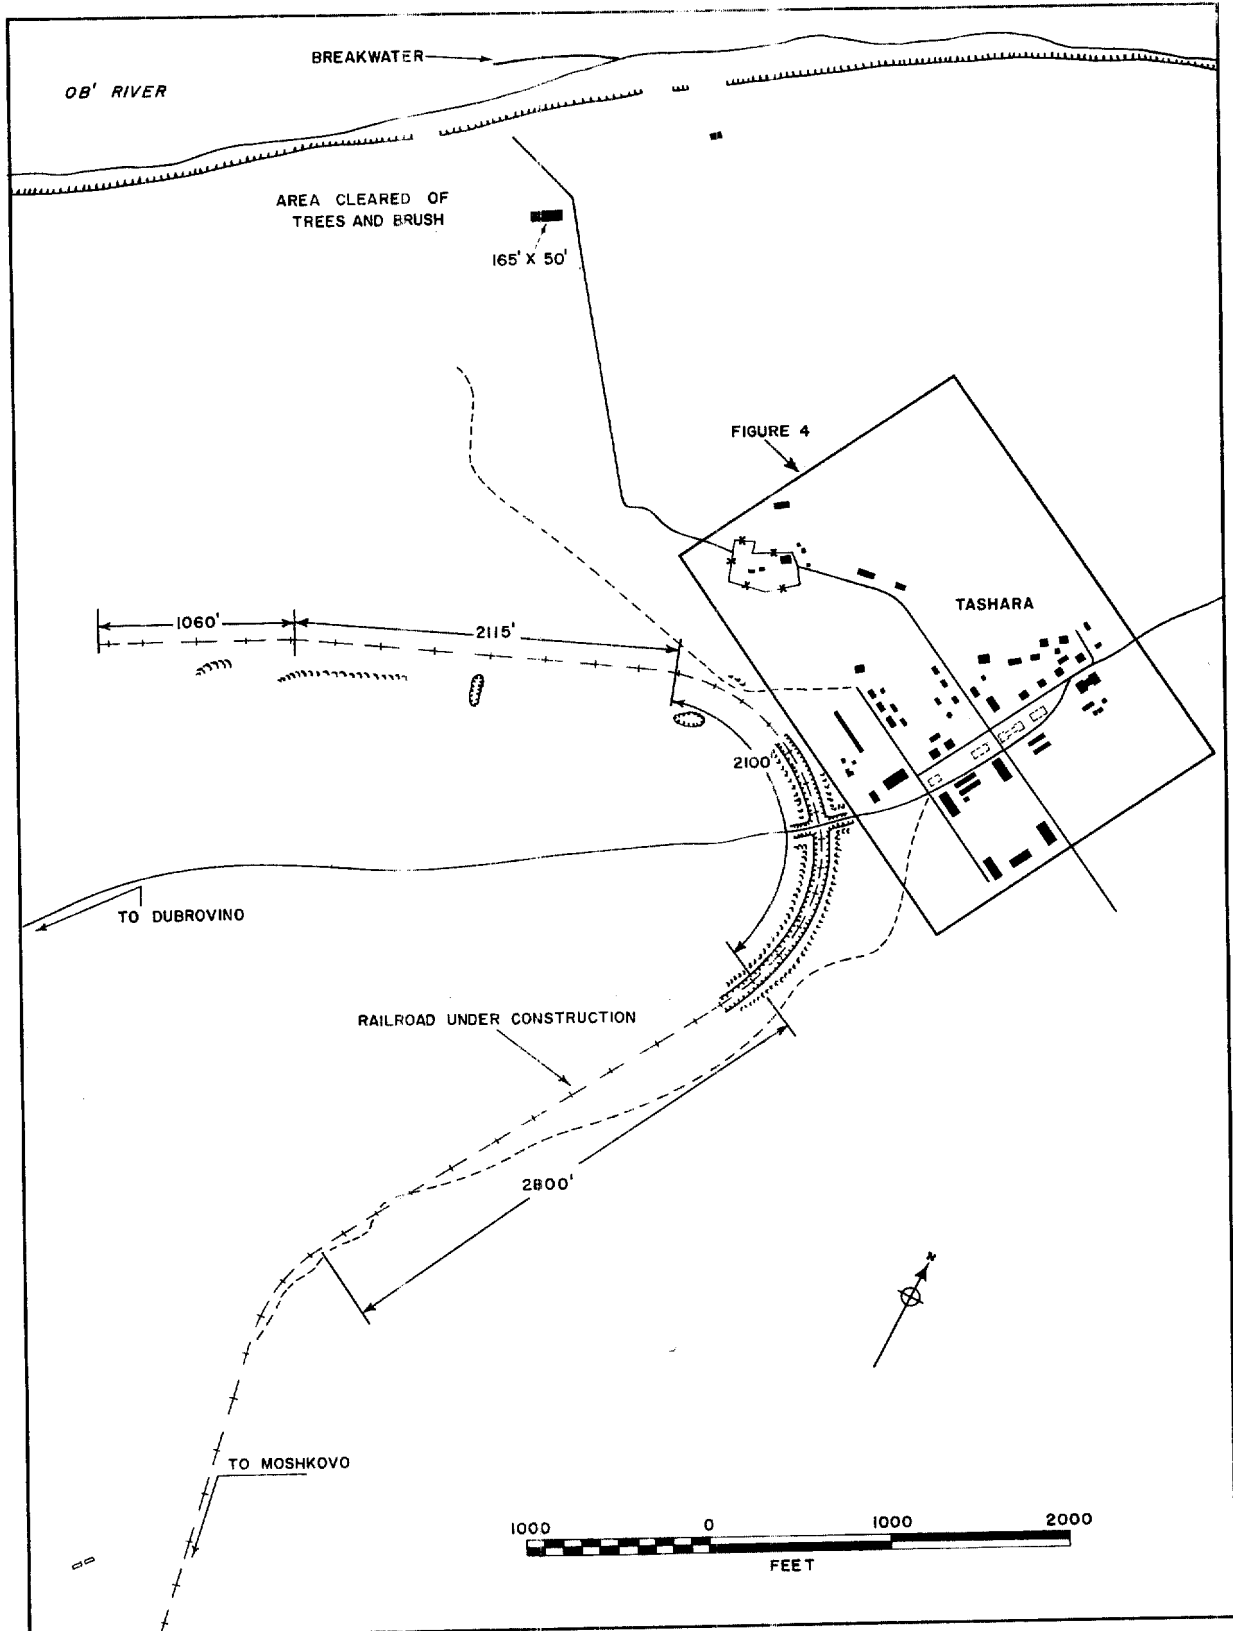 BREAKWATER
OB' RIVER
AREA CLEARED OF
TREES AND BRUSH
165' X 50'
FIGURE 4
TASHARA
1060'
2115'
2100'
TO DUBROVINO
RAILROAD UNDER CONSTRUCTION
2800'
N
TO MOSHKOVO
1000 0 1000 2000
FEET